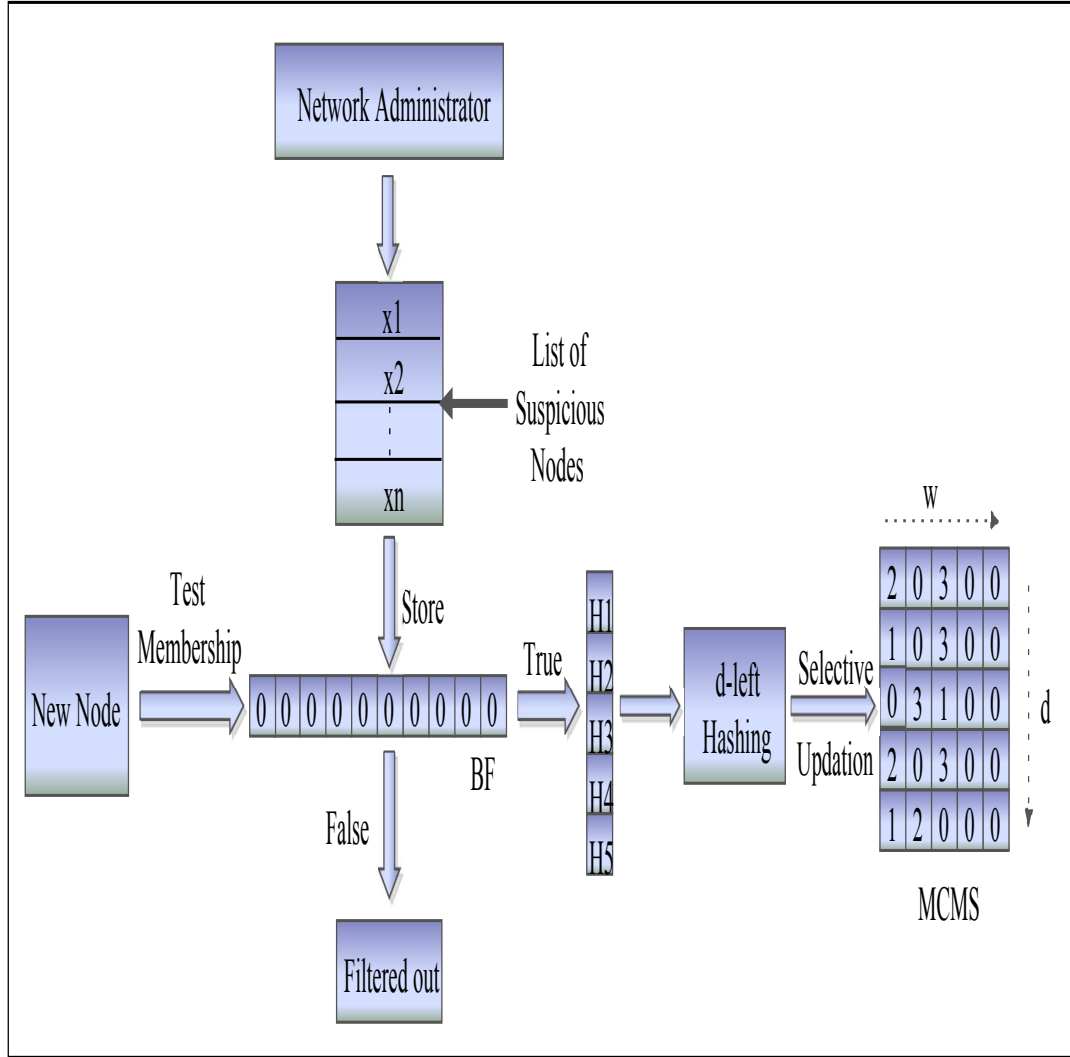 Network Administrator
x1
x2
xn
List of
Suspicious
Nodes
Store
Test
Membership
New Node
0 0 0 0 0 0 0 0 0 0
BF
True
False
Filtered out
H1
H2
H3
H4
H5
d-left
Hashing
Selective
Updation
w
2 0 3 0 0
1 0 3 0 0
0 3 1 0 0
2 0 3 0 0
1 2 0 0 0
d
MCMS